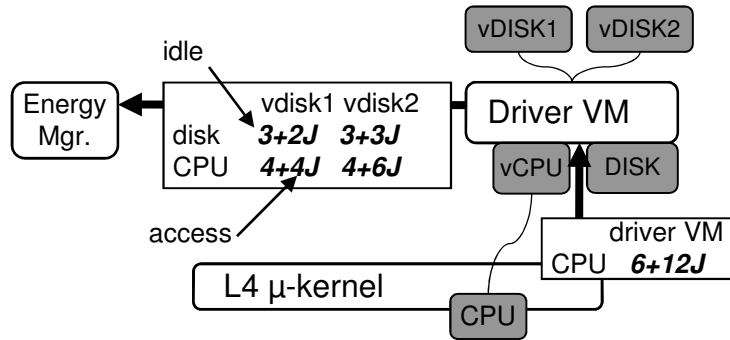 vDISK1 vDISK2
idle
Energy
Mgr.
vdisk1 vdisk2
disk 3+2J 3+3J
CPU 4+4J 4+6J
Driver VM
vCPU DISK
access
driver VM
CPU 6+12J
L4 µ-kernel
CPU